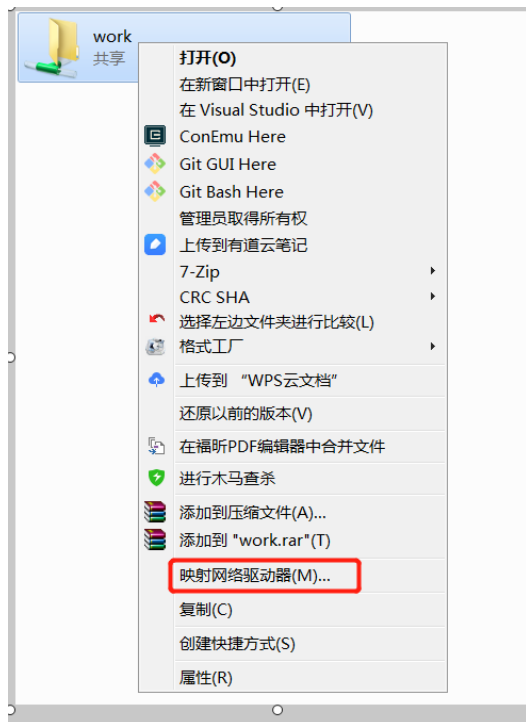 work
共享
打开(O)
在新窗口中打开(E)
在 Visual Studio 中打开(V)
ConEmu Here
Git GUI Here
Git Bash Here
管理员取得所有权
上传到有道云笔记
7-Zip
CRC SHA
选择左边文件夹进行比较(L)
格式工厂
上传到 “WPS云文档”
还原以前的版本(V)
在福昕PDF编辑器中合并文件
进行木马查杀
添加到压缩文件(A)...
添加到 "work.rar"(T)
映射网络驱动器(M)...
复制(C)
创建快捷方式(S)
属性(R)